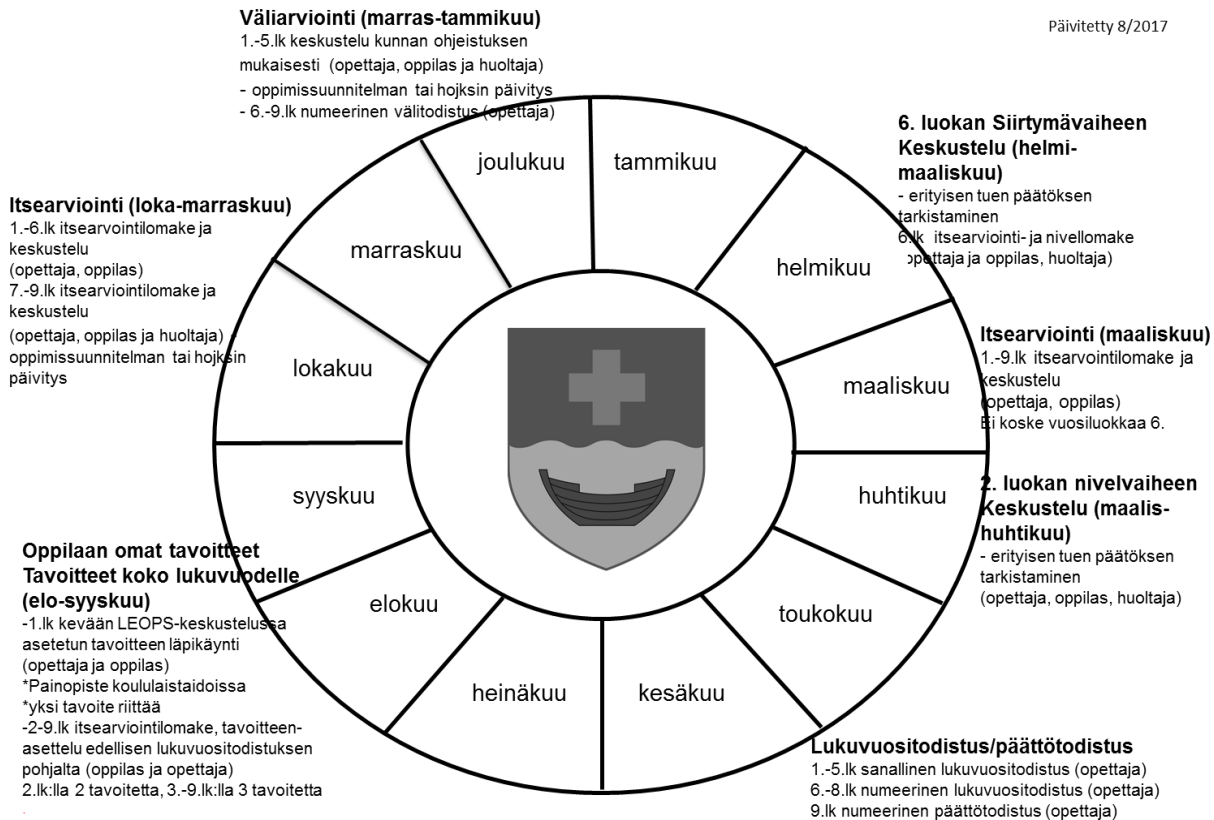 Päivitetty 8/2017
Väliarviointi (marras-tammikuu)
1.-5.lk keskustelu kunnan ohjeistuksen
mukaisesti (opettaja, oppilas ja huoltaja)
- oppimissuunnitelman tai hojksin päivitys
- 6.-9.lk numeerinen välitodistus (opettaja)
6. luokan Siirtymävaiheen
Keskustelu (helmi-
maaliskuu)
- erityisen tuen päätöksen
tarkistaminen
6.lk itsearviointi- ja nivellomake
(opettaja ja oppilas, huoltaja)
Itsearviointi (maaliskuu)
1.-9.lk itsearvointilomake ja
keskustelu
(opettaja, oppilas)
Ei koske vuosiluokkaa 6.
2. luokan nivelvaiheen
Keskustelu (maalis-
huhtikuu)
- erityisen tuen päätöksen
tarkistaminen
(opettaja, oppilas, huoltaja)
Lukuvuositodistus/päättötodistus
1.-5.lk sanallinen lukuvuositodistus (opettaja)
6.-8.lk numeerinen lukuvuositodistus (opettaja)
9.lk numeerinen päättötodistus (opettaja)
Oppilaan omat tavoitteet
Tavoitteet koko lukuvuodelle
(elo-syyskuu)
-1.lk kevään LEOPS-keskustelussa
asetetun tavoitteen läpikäynti
(opettaja ja oppilas)
*Painopiste koululaistaidoissa
*yksi tavoite riittää
-2-9.lk itsearviointilomake, tavoitteen-
asettelu edellisen lukuvuositodistuksen
pohjalta (oppilas ja opettaja)
2.lk:lla 2 tavoitetta, 3.-9.lk:lla 3 tavoitetta
Itsearviointi (loka-marraskuu)
1.-6.lk itsearvointilomake ja
keskustelu
(opettaja, oppilas)
7.-9.lk itsearviointilomake ja
keskustelu
(opettaja, oppilas ja huoltaja) -
oppimissuunnitelman tai hojksin
päivitys
tammikuu
helmikuu
maaliskuu
huhtikuu
toukokuu
kesäkuu
heinäkuu
elokuu
syyskuu
lokakuu
marraskuu
joulukuu